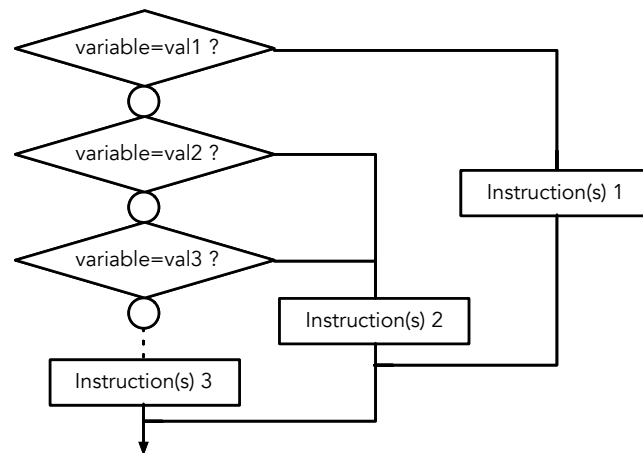 variable=val1 ?
variable=val2 ?
Instruction(s) 1
variable=val3 ?
Instruction(s) 2
Instruction(s) 3